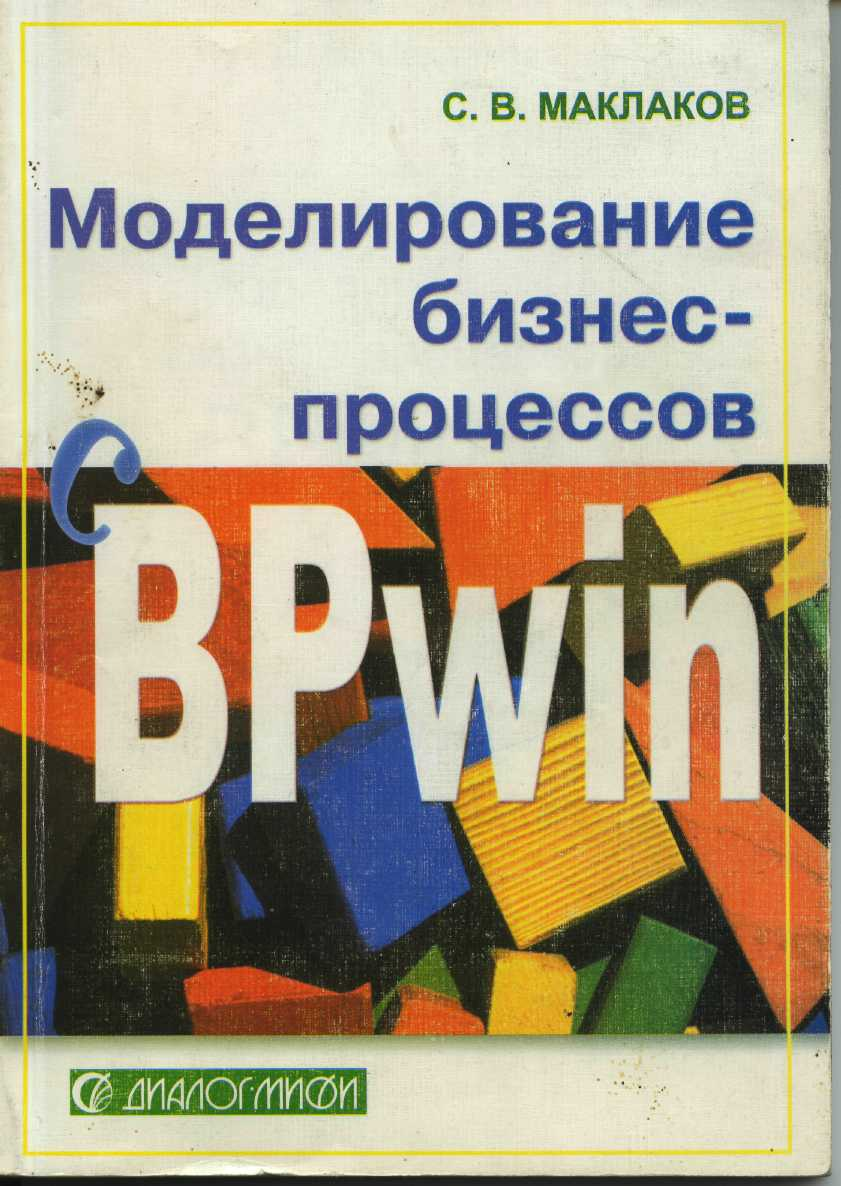 С. В. МАКЛАКОВ
Моделирование
бизнес-
процессов
с
BPwin
ДИАЛОГ·МИФИ